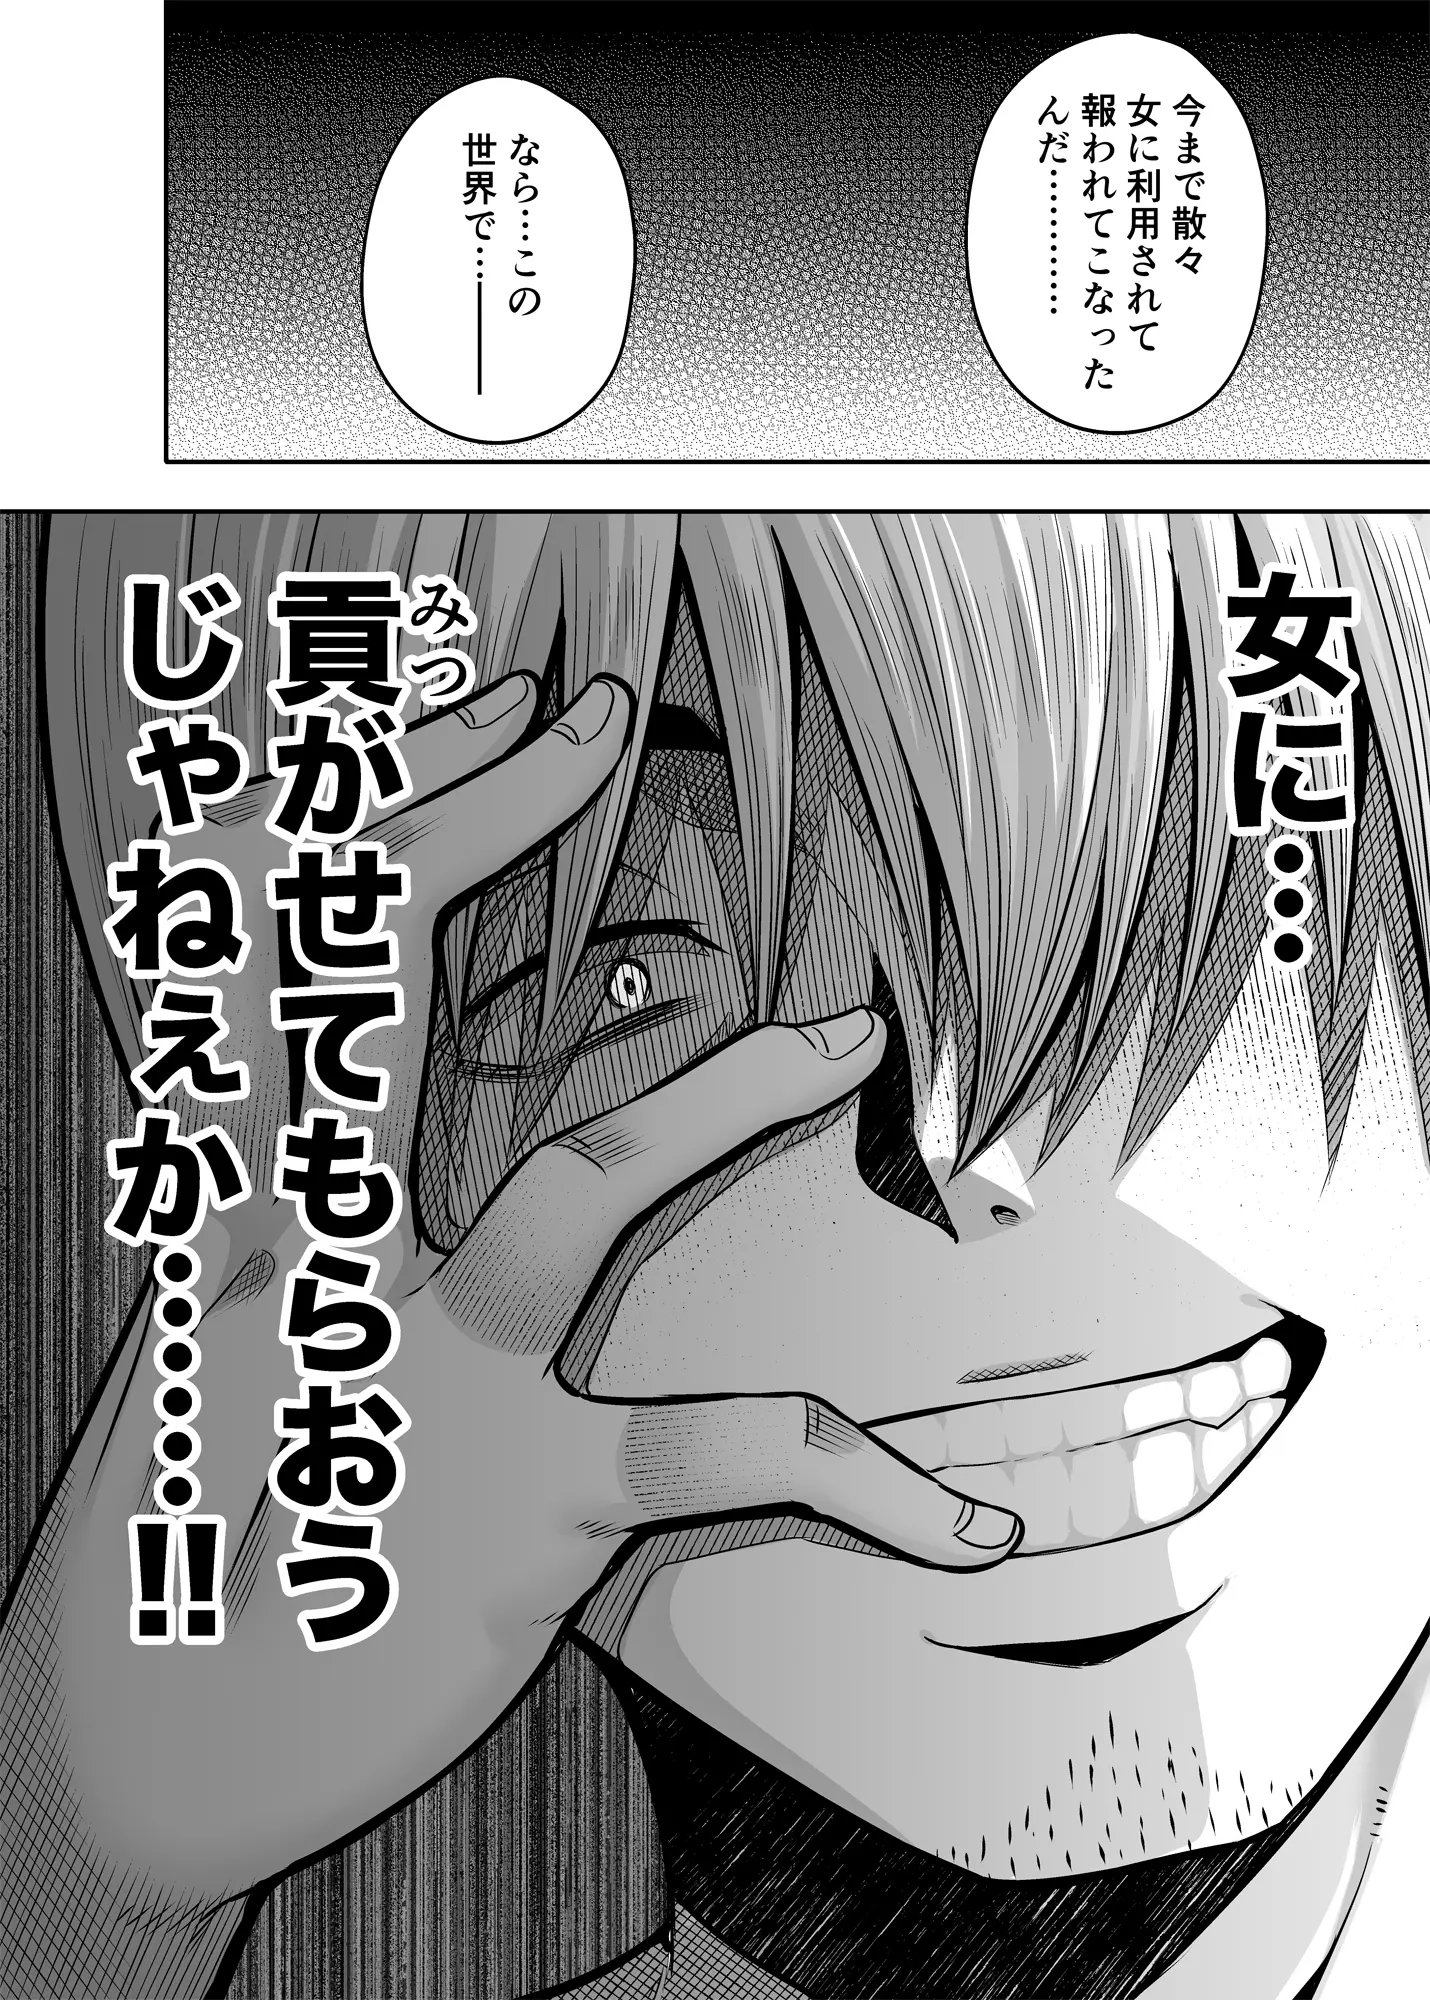 今まで散々
女に利用されて
報われてこなった
んだ…………
なら…この
世界で…――
女に…
貢がせてもらおう
みつ
じゃねぇか………!!